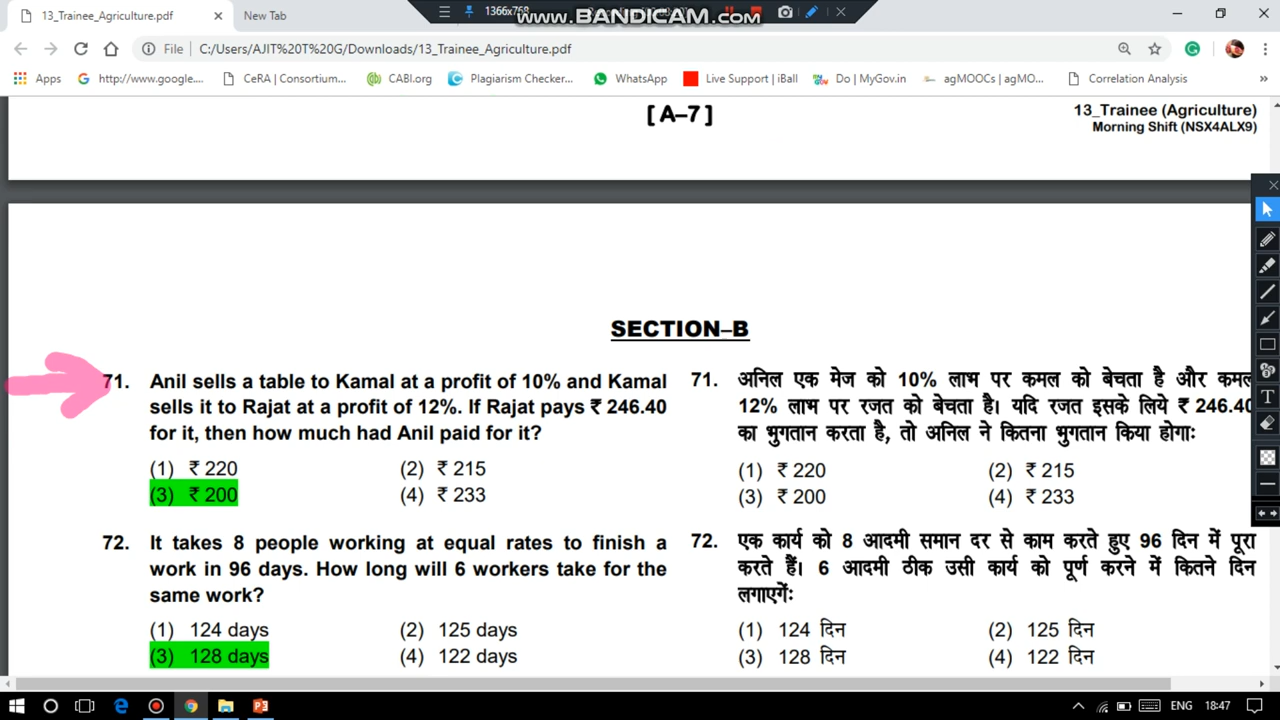 13_Trainee_Agriculture.pdf
New Tab
1366x768
www.BANDICAM.com
File
C:/Users/AJIT%20T%20G/Downloads/13_Trainee_Agriculture.pdf
Apps
http://www.google....
CeRA | Consortium...
CABI.org
Plagiarism Checker...
WhatsApp
Live Support | iBall
Do | MyGov.in
agMOOCs | agMO...
Correlation Analysis
[ A–7 ]
13_Trainee (Agriculture)
Morning Shift (NSX4ALX9)
SECTION–B
71. Anil sells a table to Kamal at a profit of 10% and Kamal
sells it to Rajat at a profit of 12%. If Rajat pays ₹ 246.40
for it, then how much had Anil paid for it?
(1) ₹ 220 (2) ₹ 215
(3) ₹ 200 (4) ₹ 233
72. It takes 8 people working at equal rates to finish a
work in 96 days. How long will 6 workers take for the
same work?
(1) 124 days (2) 125 days
(3) 128 days (4) 122 days
71. अनिल एक मेज को 10% लाभ पर कमल को बेचता है और कमल
12% लाभ पर रजत को बेचता है। यदि रजत इसके लिये ₹ 246.40
का भुगतान करता है, तो अनिल ने कितना भुगतान किया होगाः
(1) ₹ 220 (2) ₹ 215
(3) ₹ 200 (4) ₹ 233
72. एक कार्य को 8 आदमी समान दर से काम करते हुए 96 दिन में पूरा
करते हैं। 6 आदमी ठीक उसी कार्य को पूर्ण करने में कितने दिन
लगाएगेंः
(1) 124 दिन (2) 125 दिन
(3) 128 दिन (4) 122 दिन
ENG
18:47